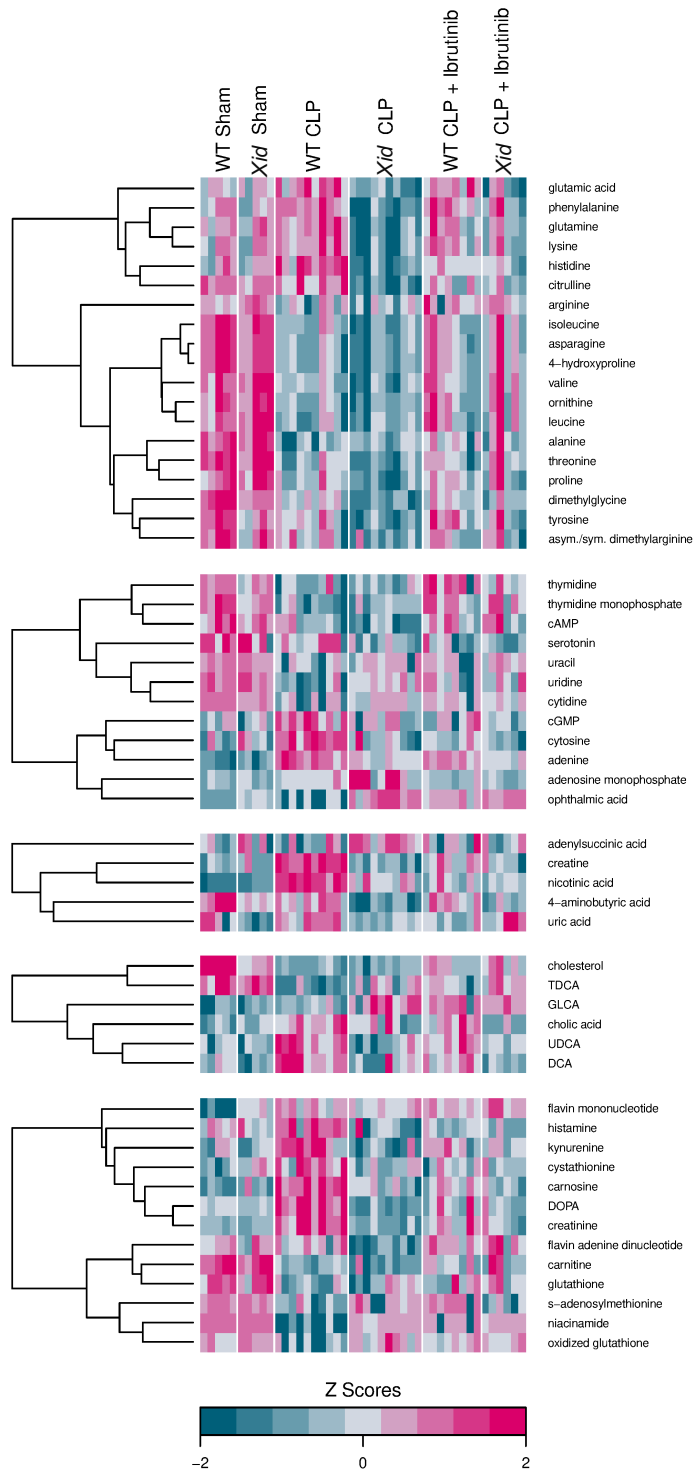 WT Sham
Xid Sham
WT CLP
Xid CLP
WT CLP + Ibrutinib
Xid CLP + Ibrutinib
glutamic acid
phenylalanine
glutamine
lysine
histidine
citrulline
arginine
isoleucine
asparagine
4−hydroxyproline
valine
ornithine
leucine
alanine
threonine
proline
dimethylglycine
tyrosine
asym./sym. dimethylarginine
thymidine
thymidine monophosphate
cAMP
serotonin
uracil
uridine
cytidine
cGMP
cytosine
adenine
adenosine monophosphate
ophthalmic acid
adenylsuccinic acid
creatine
nicotinic acid
4−aminobutyric acid
uric acid
cholesterol
TDCA
GLCA
cholic acid
UDCA
DCA
flavin mononucleotide
histamine
kynurenine
cystathionine
carnosine
DOPA
creatinine
flavin adenine dinucleotide
carnitine
glutathione
s−adenosylmethionine
niacinamide
oxidized glutathione
Z Scores
−2 0 2